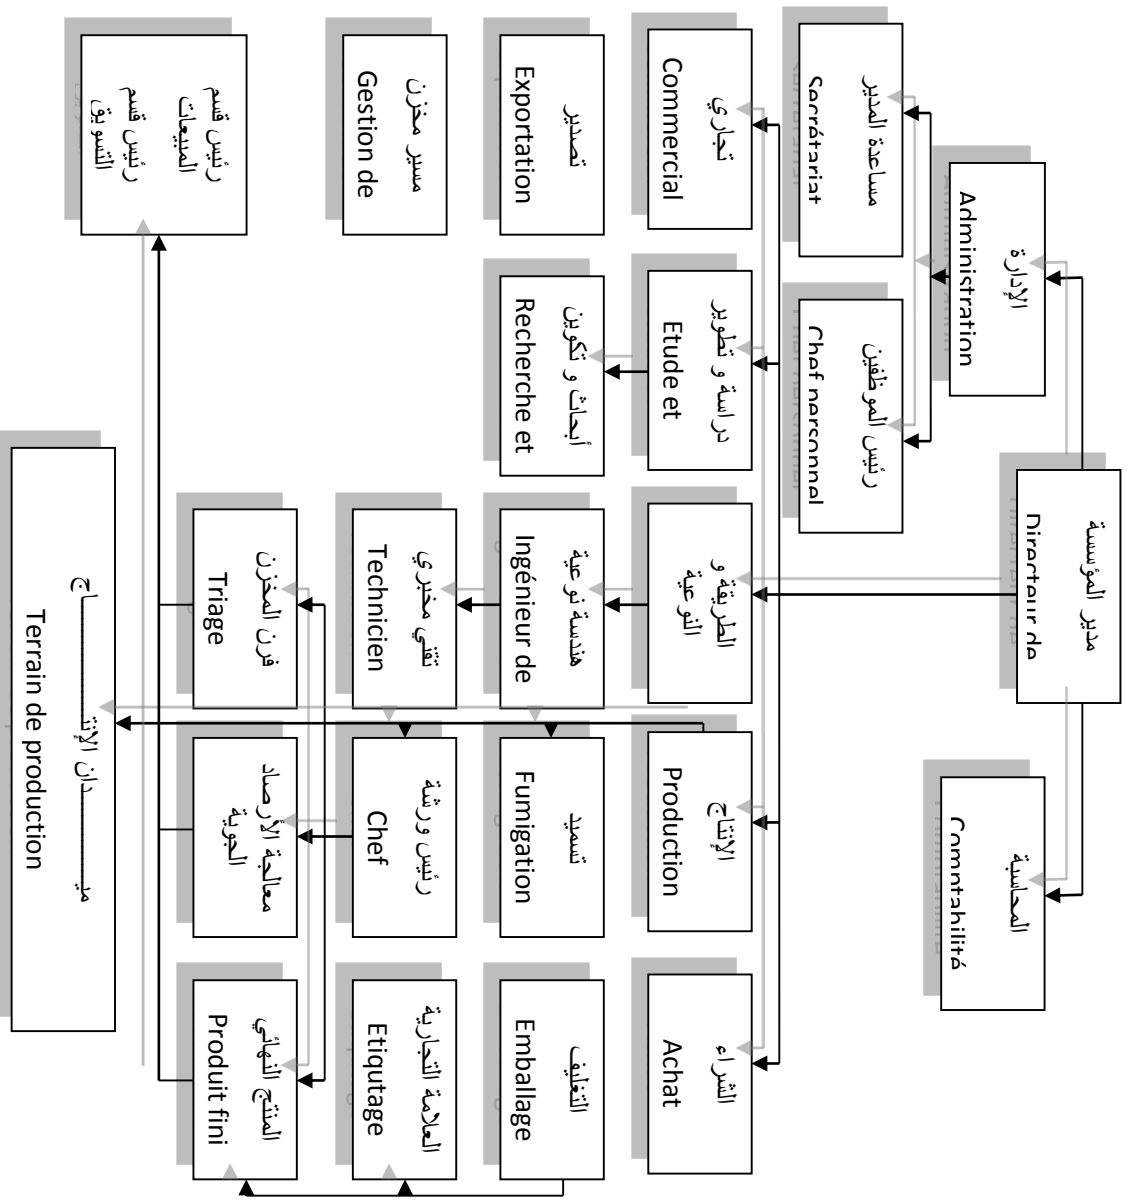 مدير المؤسسة
Directeur de
الإدارة
Administration
المحاسبة
Comptabilité
مساعدة المدير
Secrétariat
رئيس الموظفين
Chef personnel
تجاري
Commercial
دراسة و تطوير
Etude et
الطريقة و
النوعية
الإنتاج
Production
الشراء
Achat
تصدير
Exportation
أبحاث و تكوين
Recherche et
هندسة نوعية
Ingénieur de
تسميد
Fumigation
التغليف
Emballage
مسير مخزن
Gestion de
تقني مخبري
Technicien
رئيس ورشة
Chef
العلامة التجارية
Etiqutage
فرن المخزن
Triage
معالجة الأرصاد
الجوية
المنتج النهائي
Produit fini
رئيس قسم
المبيعات
رئيس قسم
التسويق
ميـــــدان الإنتـــــاج
Terrain de production